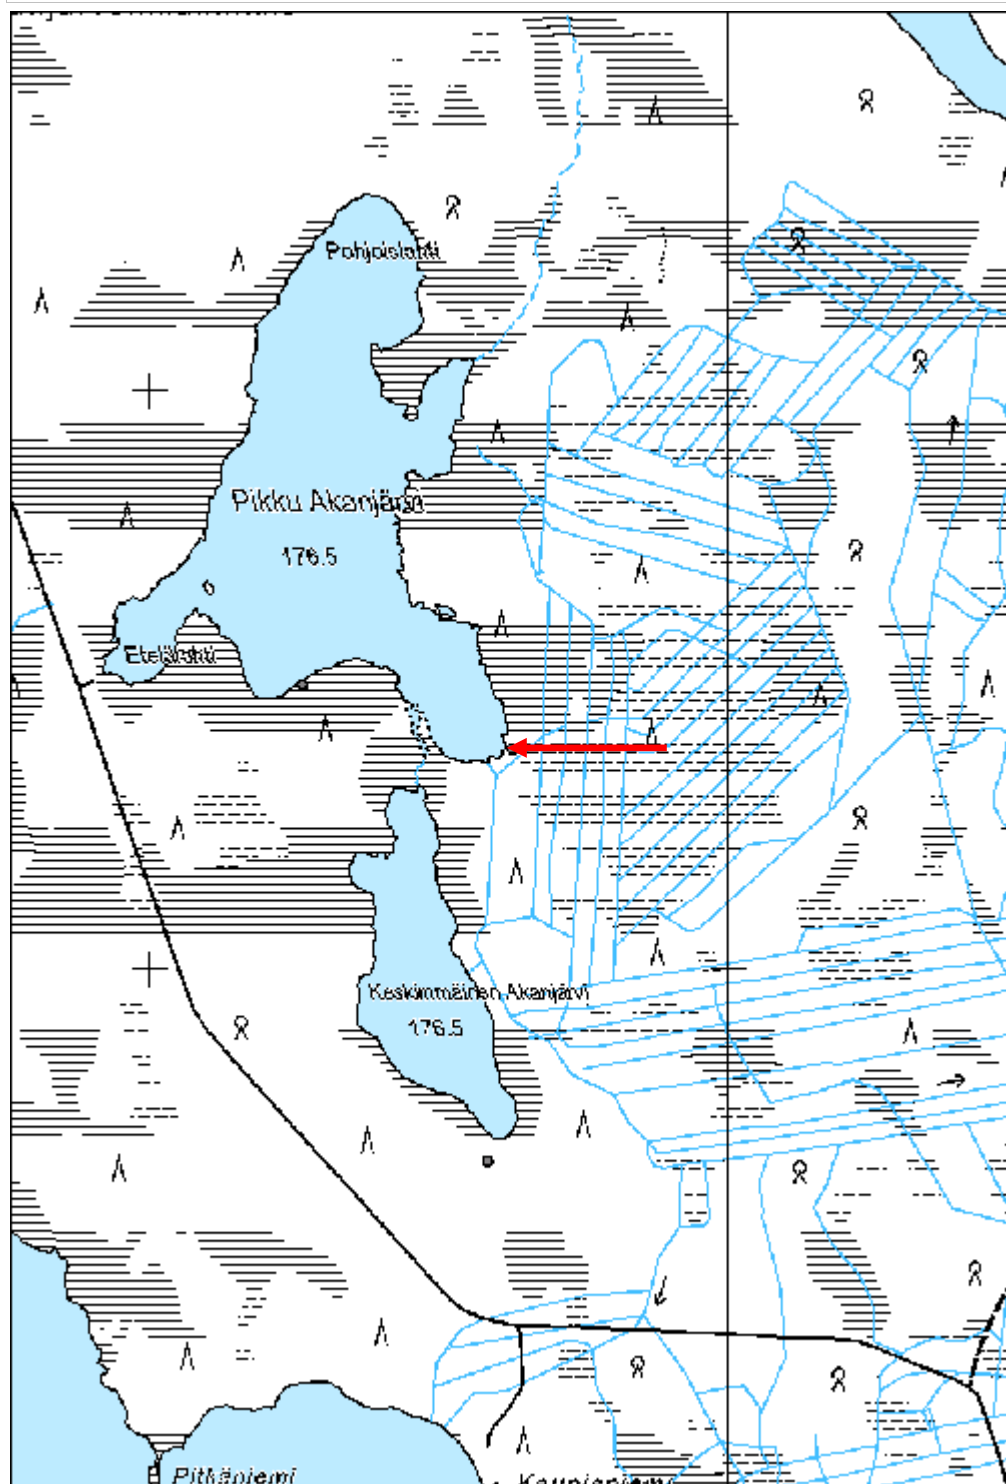 Pohjoislahti
Pikku Akanjärvi
176.5
Etelälahti
Keskimmäinen Akanjärvi
176.5
Pitkäniemi